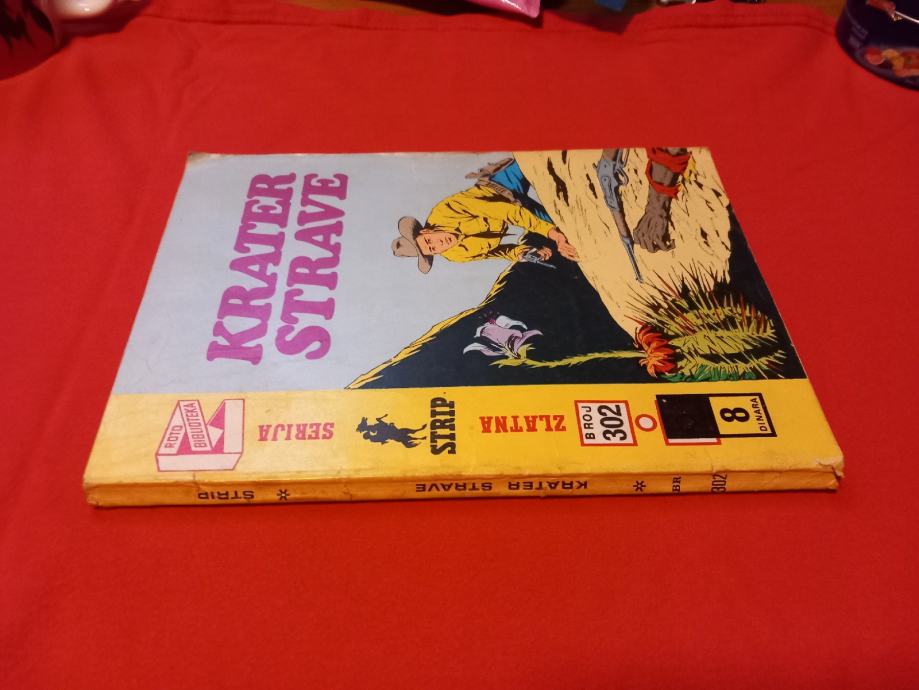 KRATER
STRAVE
ROTO
BIBLIOTEKA
SERIJA
STRIP
ZLATNA
BROJ
302
8
DINARA
STRIP * KRATER STRAVE * BR 302